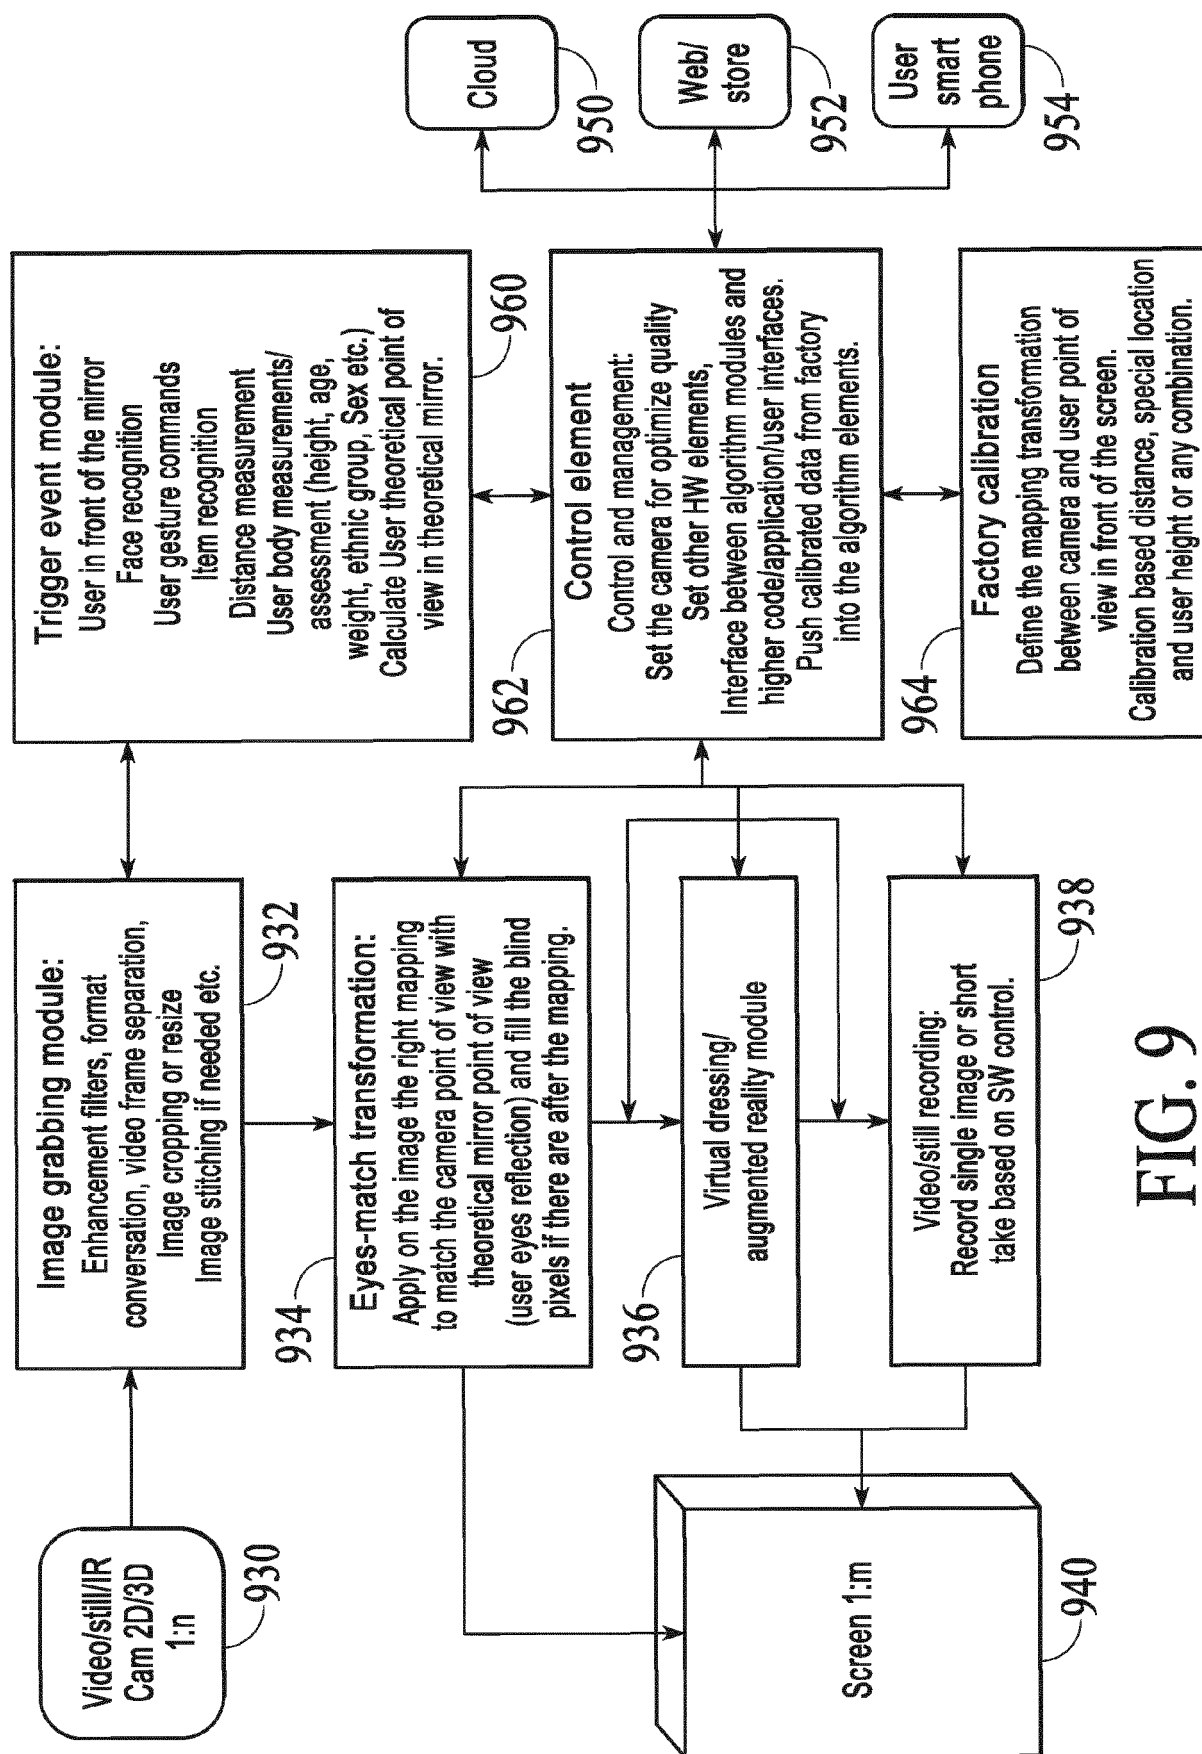 Video/still/IR
Cam 2D/3D
1:n
930
Image grabbing module:
Enhancement filters, format
conversation, video frame separation,
Image cropping or resize
Image stitching if needed etc.
932
Trigger event module:
User in front of the mirror
Face recognition
User gesture commands
Item recognition
Distance measurement
User body measurements/
assessment (height, age,
weight, ethnic group, Sex etc.)
Calculate User theoretical point of
view in theoretical mirror.
960
Eyes-match transformation:
Apply on the image the right mapping
to match the camera point of view with
theoretical mirror point of view
(user eyes reflection) and fill the blind
pixels if there are after the mapping.
934
Control element
Control and management:
Set the camera for optimize quality
Set other HW elements,
Interface between algorithm modules and
higher code/application/user interfaces.
Push calibrated data from factory
into the algorithm elements.
962
Cloud
950
Web/
store
952
User
smart
phone
954
Virtual dressing/
augmented reality module
936
Video/still recording:
Record single image or short
take based on SW control.
938
Factory calibration
Define the mapping transformation
between camera and user point of
view in front of the screen.
Calibration based distance, special location
and user height or any combination.
964
Screen 1:m
940
FIG. 9